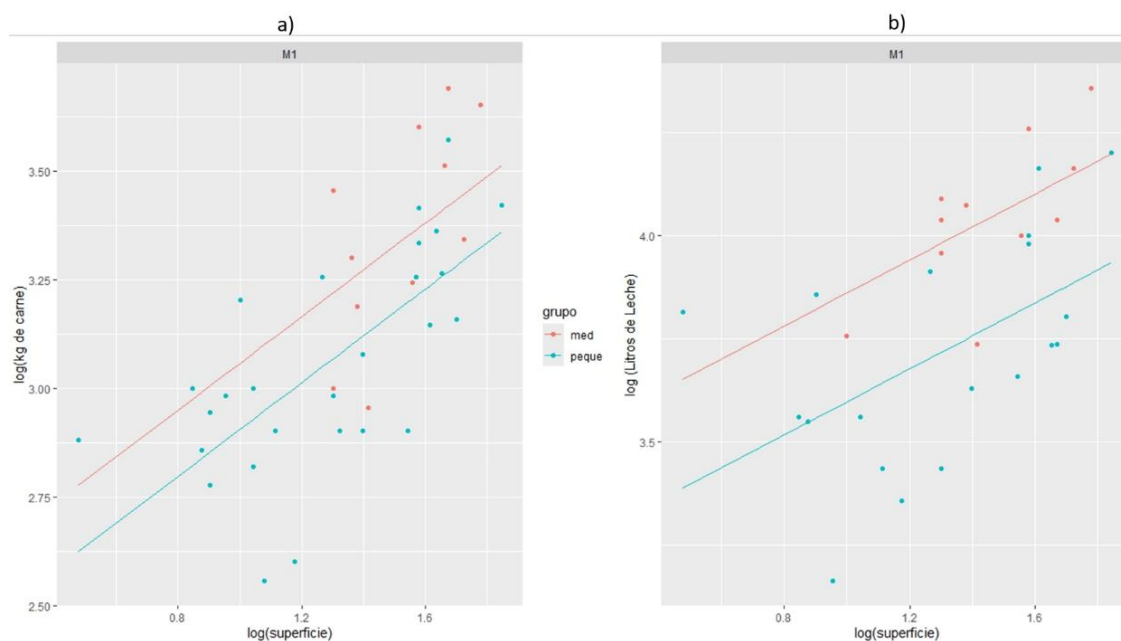 a)
b)
M1
M1
log(kg de carne)
3.50
3.25
3.00
2.75
2.50
0.8
1.2
1.6
log(superficie)
grupo
med
peque
log (Litros de Leche)
4.0
3.5
0.8
1.2
1.6
log(superficie)